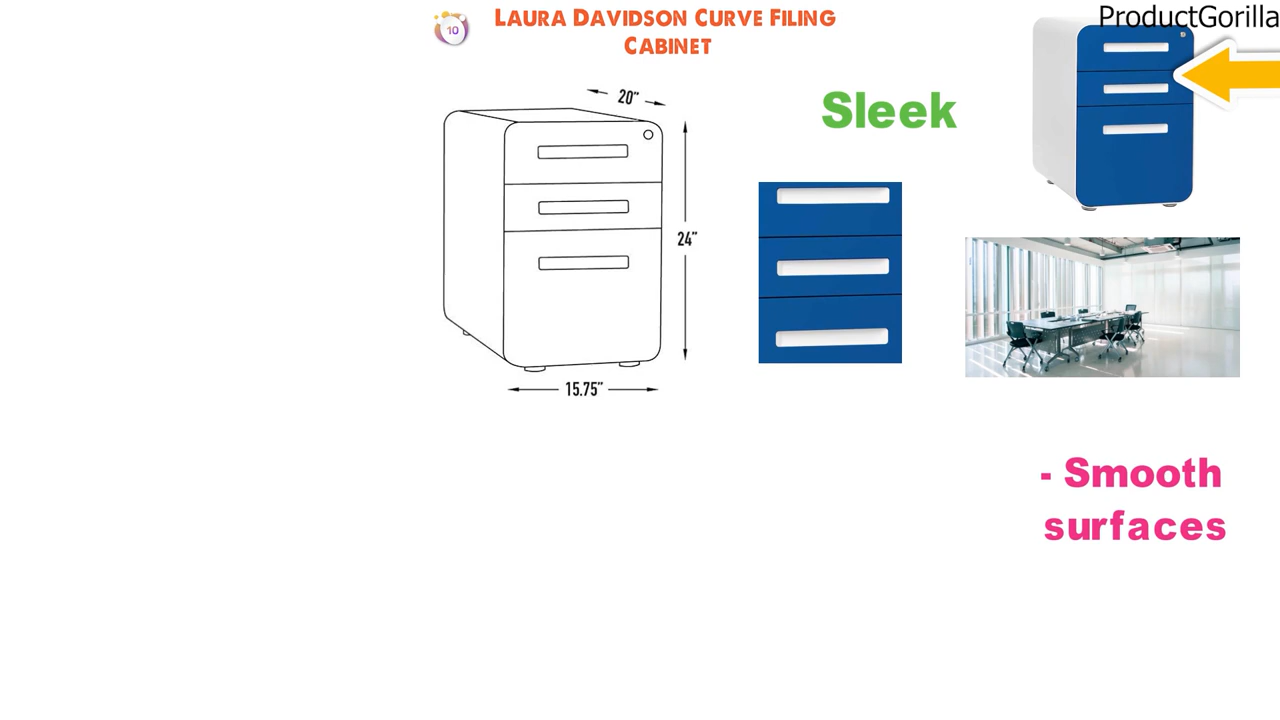 10
LAURA DAVIDSON CURVE FILING
CABINET
ProductGorilla
20"
Sleek
24"
15.75"
- Smooth
surfaces